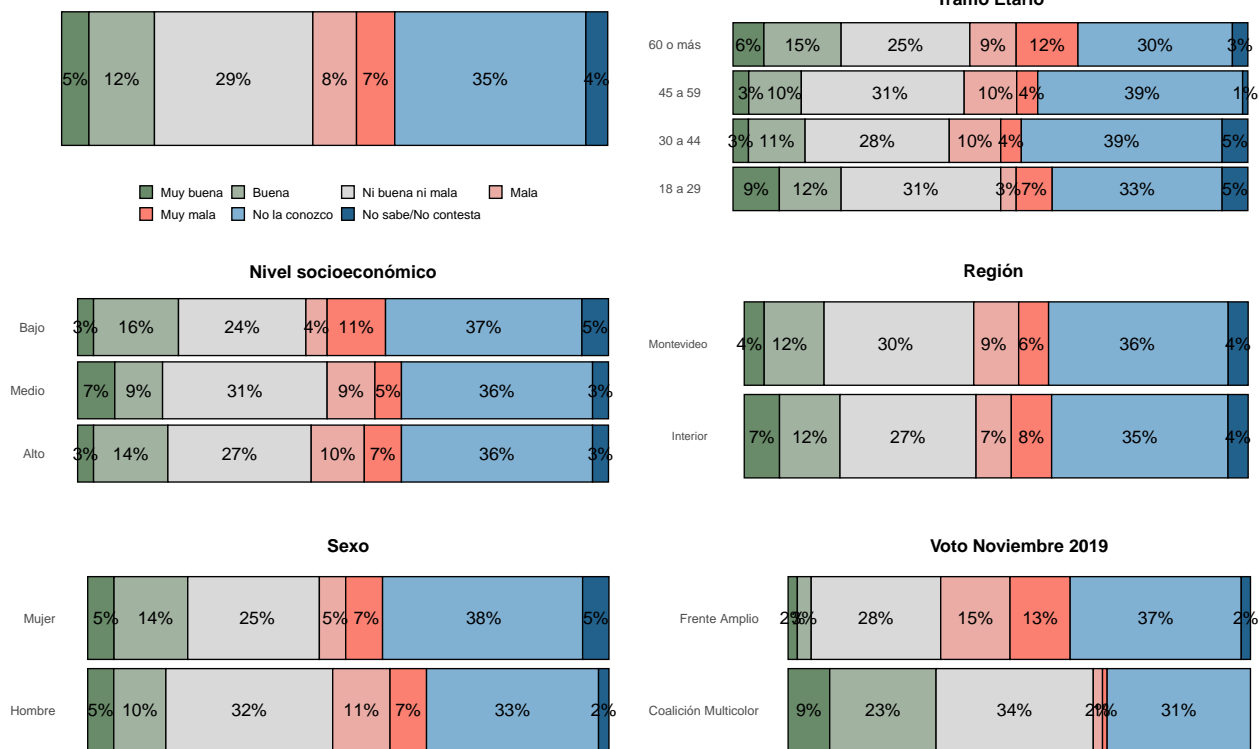 5% 12% 29% 8% 7% 35% 4%
Muy buena Buena Ni buena ni mala Mala
Muy mala No la conozco No sabe/No contesta
Tramo Etario
60 o más 6% 15% 25% 9% 12% 30% 3%
45 a 59 3% 10% 31% 10% 4% 39% 1%
30 a 44 3% 11% 28% 10% 4% 39% 5%
18 a 29 9% 12% 31% 3% 7% 33% 5%
Nivel socioeconómico
Bajo 3% 16% 24% 4% 11% 37% 5%
Medio 7% 9% 31% 9% 5% 36% 3%
Alto 3% 14% 27% 10% 7% 36% 3%
Región
Montevideo 4% 12% 30% 9% 6% 36% 4%
Interior 7% 12% 27% 7% 8% 35% 4%
Sexo
Mujer 5% 14% 25% 5% 7% 38% 5%
Hombre 5% 10% 32% 11% 7% 33% 2%
Voto Noviembre 2019
Frente Amplio 2% 3% 28% 15% 13% 37% 2%
Coalición Multicolor 9% 23% 34% 2% 1% 31%